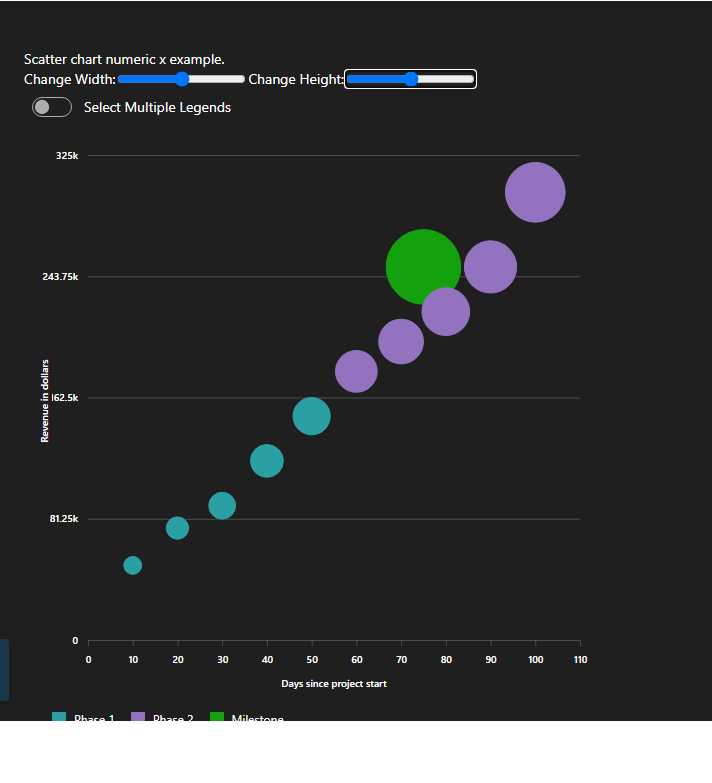 Scatter chart numeric x example.
Change Width: Change Height:
Select Multiple Legends
325k
243.75k
162.5k
81.25k
0
Revenue in dollars
0 10 20 30 40 50 60 70 80 90 100 110
Days since project start
Phase 1 Phase 2 Milestone